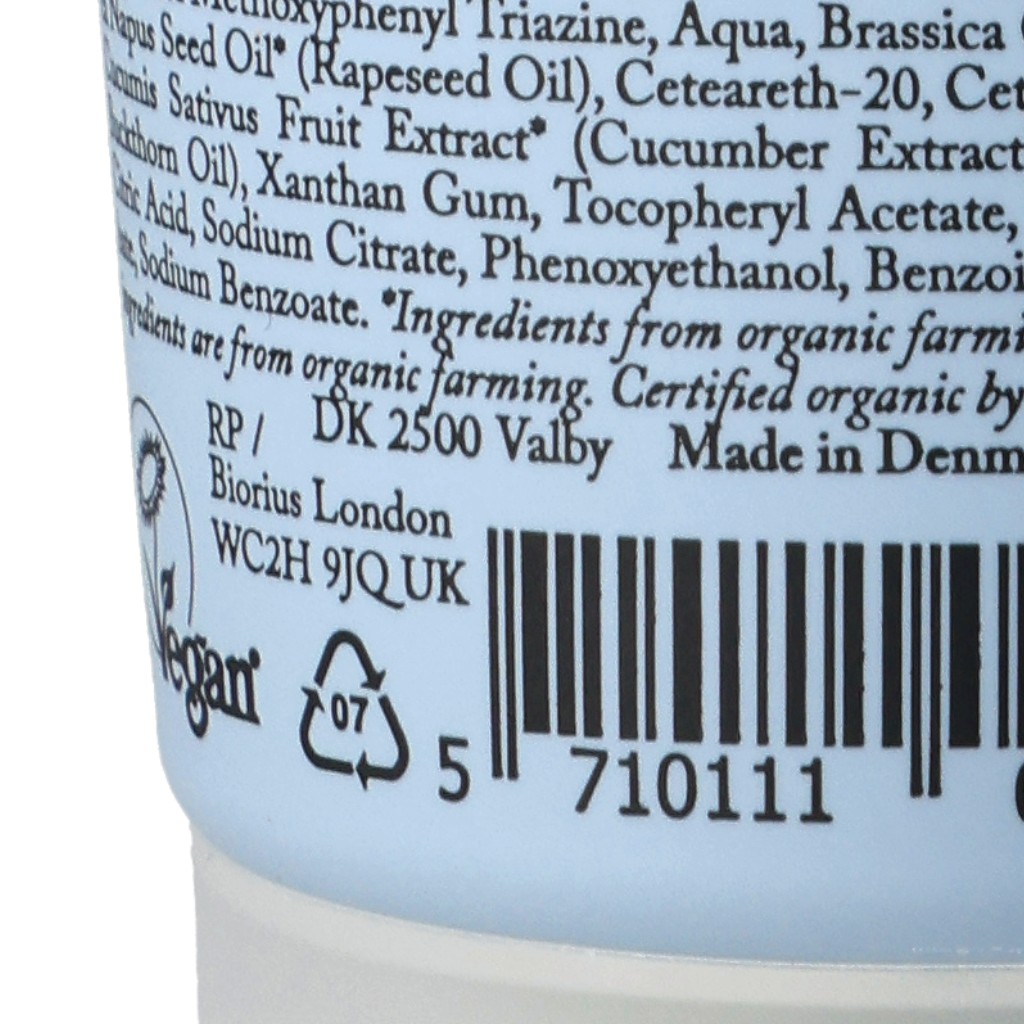 Methoxyphenyl Triazine, Aqua, Brassica
Napus Seed Oil* (Rapeseed Oil), Ceteareth-20, Cet
Cucumis Sativus Fruit Extract* (Cucumber Extract
Buckthorn Oil), Xanthan Gum, Tocopheryl Acetate,
Citric Acid, Sodium Citrate, Phenoxyethanol, Benzoi
Sodium Benzoate. *Ingredients from organic farmi
ingredients are from organic farming. Certified organic by
RP / DK 2500 Valby Made in Denm
Biorius London
WC2H 9JQ UK
Vegan
07
5 710111